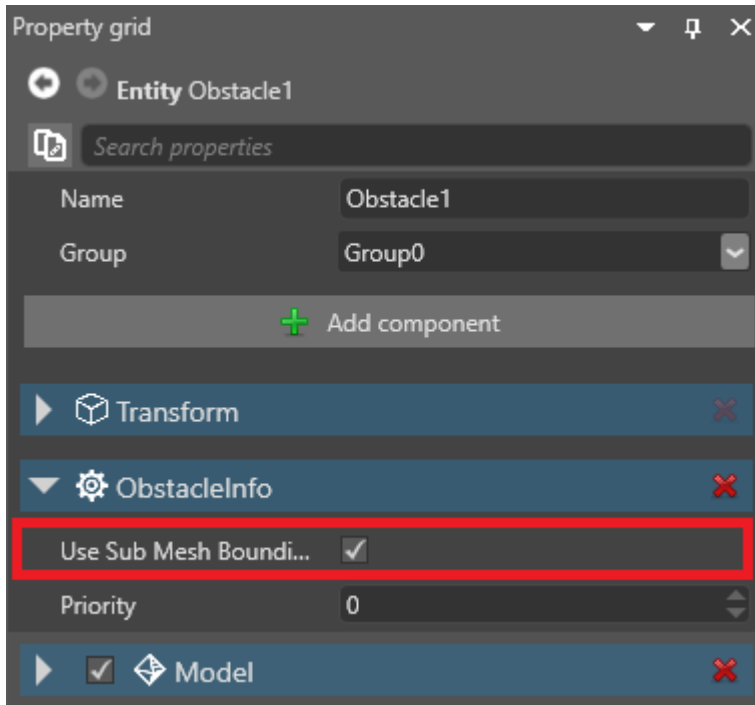 Property grid
Entity Obstacle1
Search properties
Name Obstacle1
Group Group0
Add component
Transform
ObstacleInfo
Use Sub Mesh Boundi...
Priority 0
Model